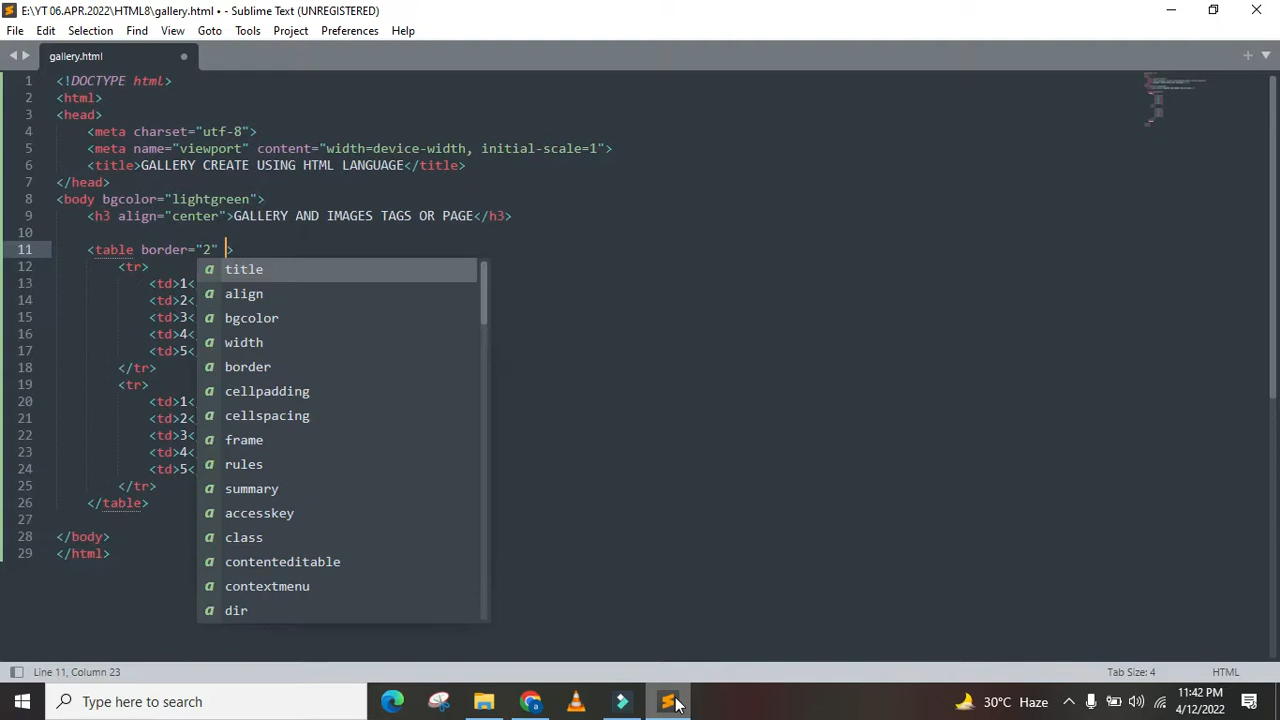 E:\YT 06.APR.2022\HTML8\gallery.html • - Sublime Text (UNREGISTERED)
File Edit Selection Find View Goto Tools Project Preferences Help
gallery.html
1 <!DOCTYPE html>
2 <html>
3 <head>
4 <meta charset="utf-8">
5 <meta name="viewport" content="width=device-width, initial-scale=1">
6 <title>GALLERY CREATE USING HTML LANGUAGE</title>
7 </head>
8 <body bgcolor="lightgreen">
9 <h3 align="center">GALLERY AND IMAGES TAGS OR PAGE</h3>
10
11 <table border="2" >
12 <tr>
a title
13 <td>1<
a align
14 <td>2<
15 <td>3<
a bgcolor
16 <td>4<
a width
17 <td>5<
18 </tr>
a border
19 <tr>
a cellpadding
20 <td>1<
a cellspacing
21 <td>2<
22 <td>3<
a frame
23 <td>4<
24 <td>5<
a rules
25 </tr>
a summary
26 </table>
a accesskey
27
28 </body>
a class
29 </html>
a contenteditable
a contextmenu
a dir
Line 11, Column 23
Tab Size: 4
HTML
Type here to search
30°C Haze
11:42 PM
4/12/2022